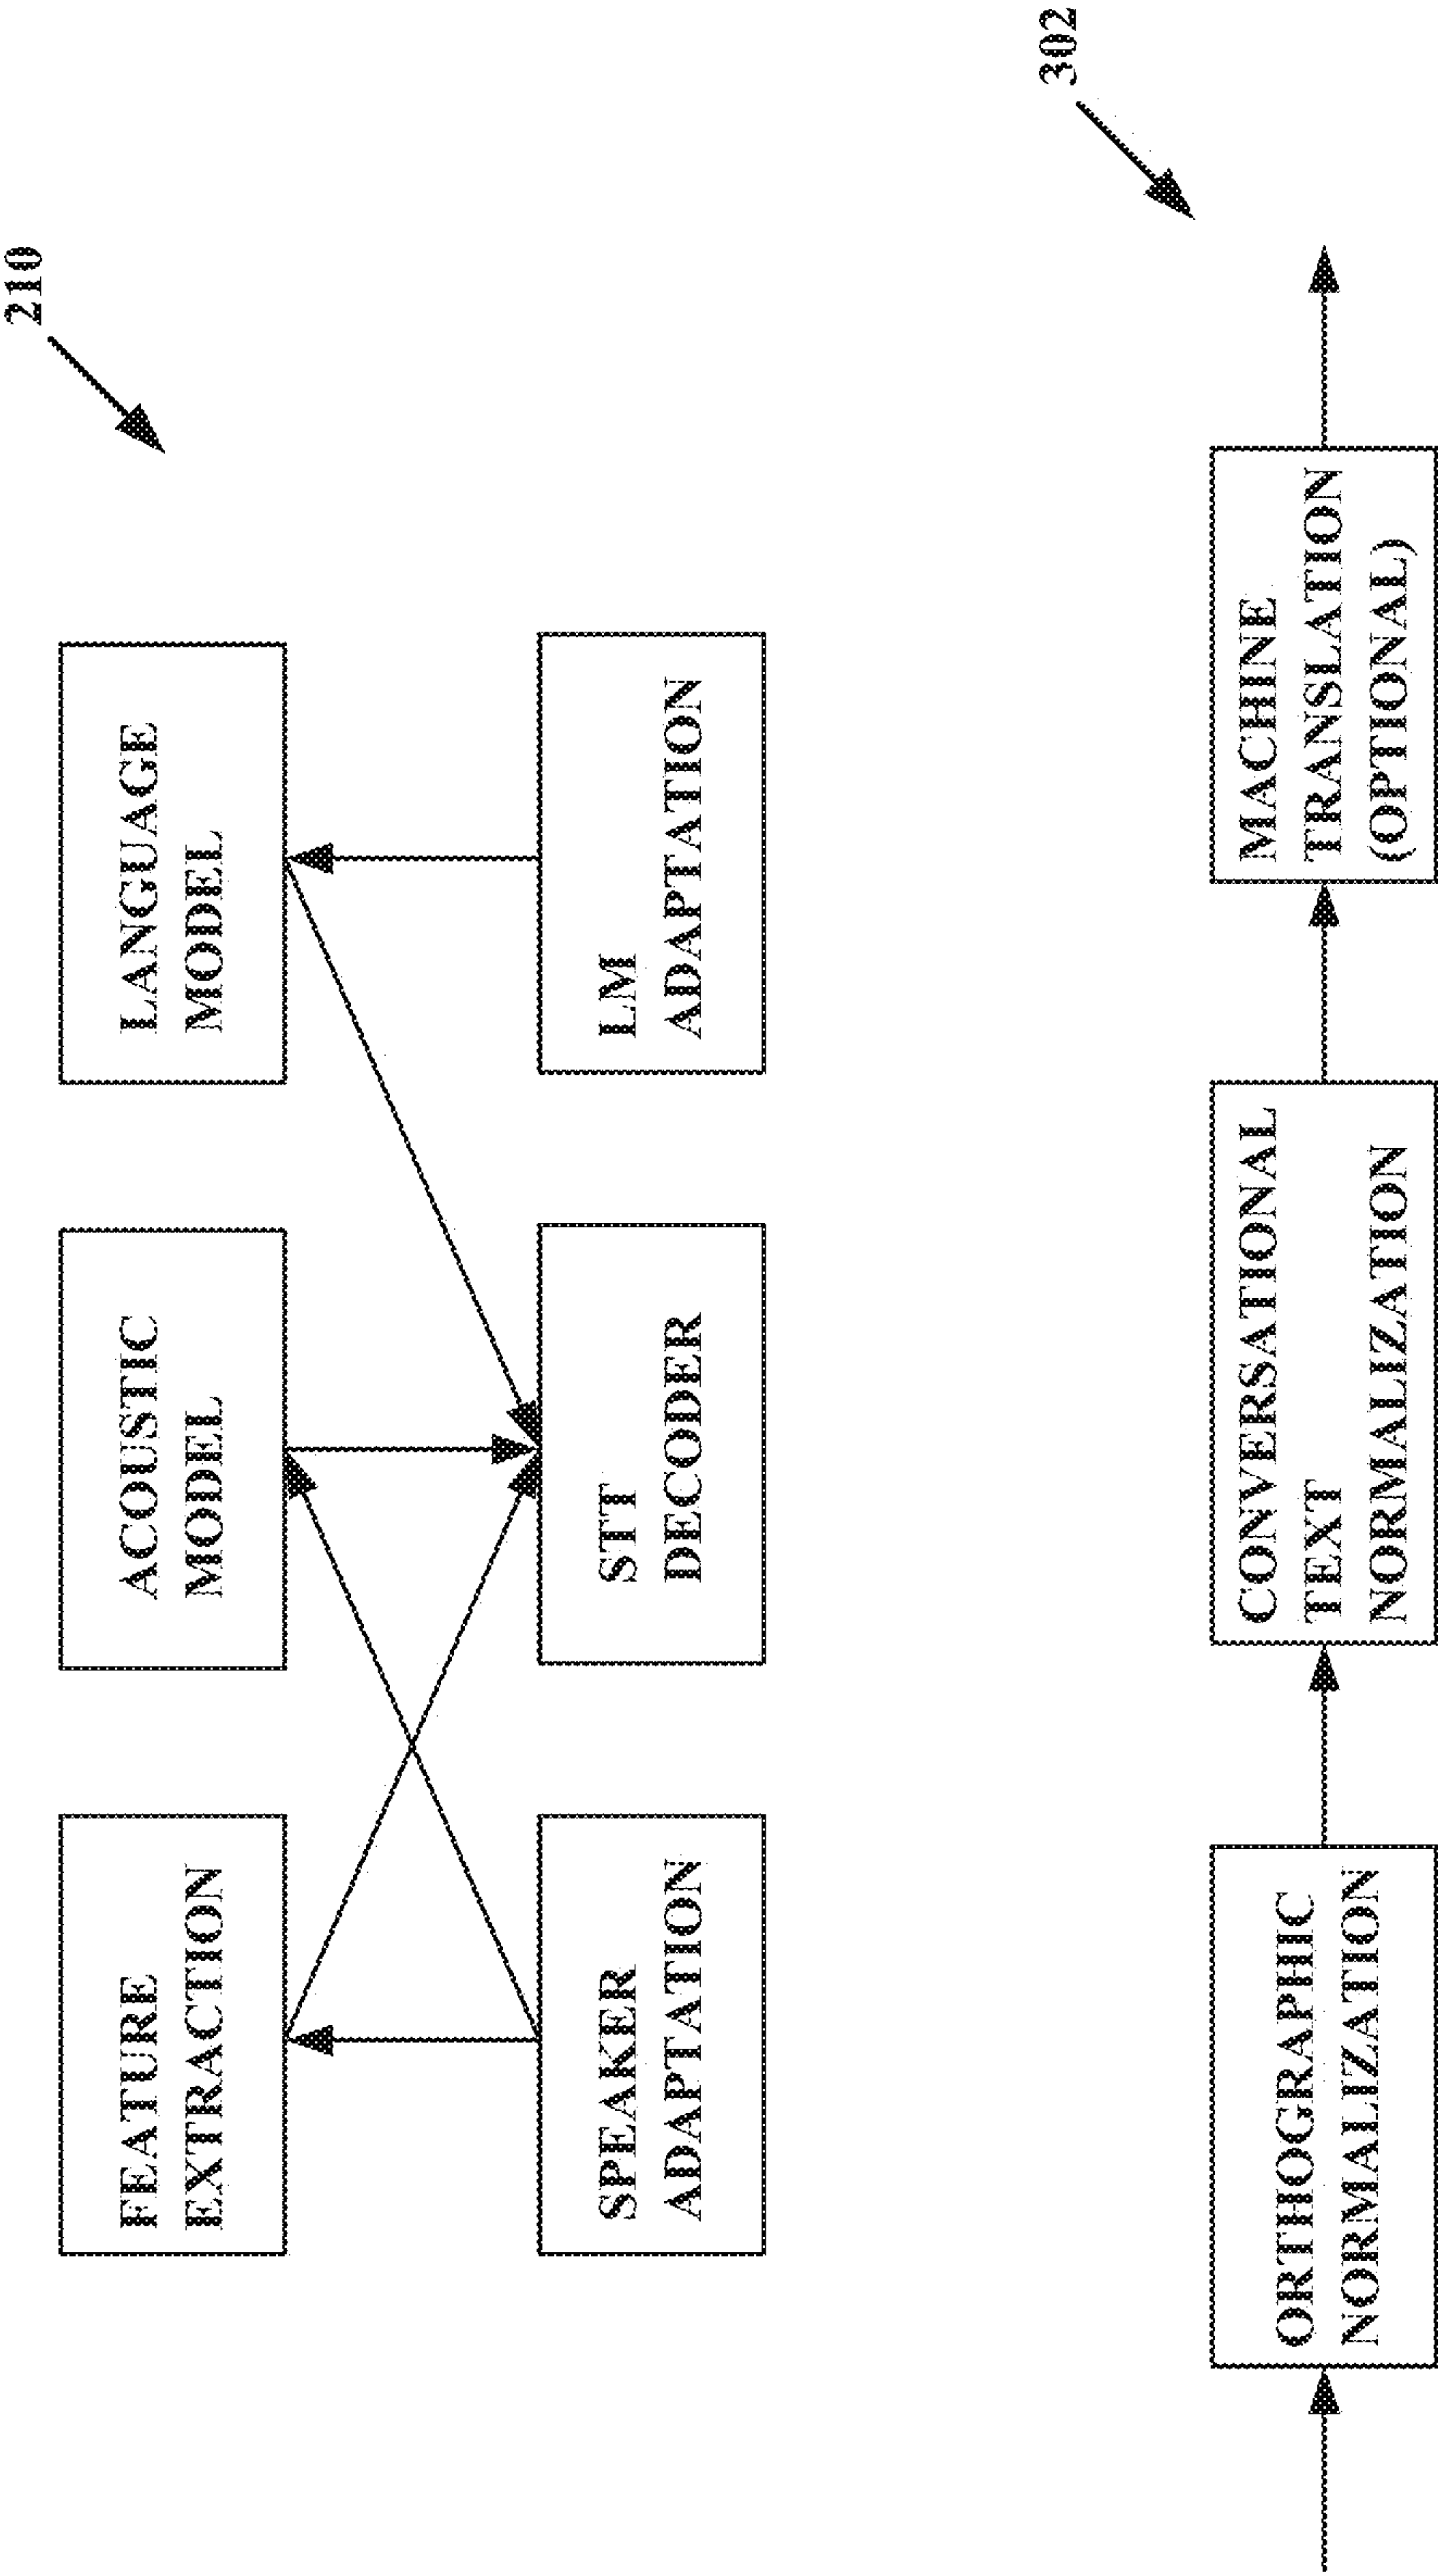 210
FEATURE
EXTRACTION
ACOUSTIC
MODEL
LANGUAGE
MODEL
SPEAKER
ADAPTATION
STT
DECODER
LM
ADAPTATION
302
ORTHOGRAPHIC
NORMALIZATION
CONVERSATIONAL
TEXT
NORMALIZATION
MACHINE
TRANSLATION
(OPTIONAL)